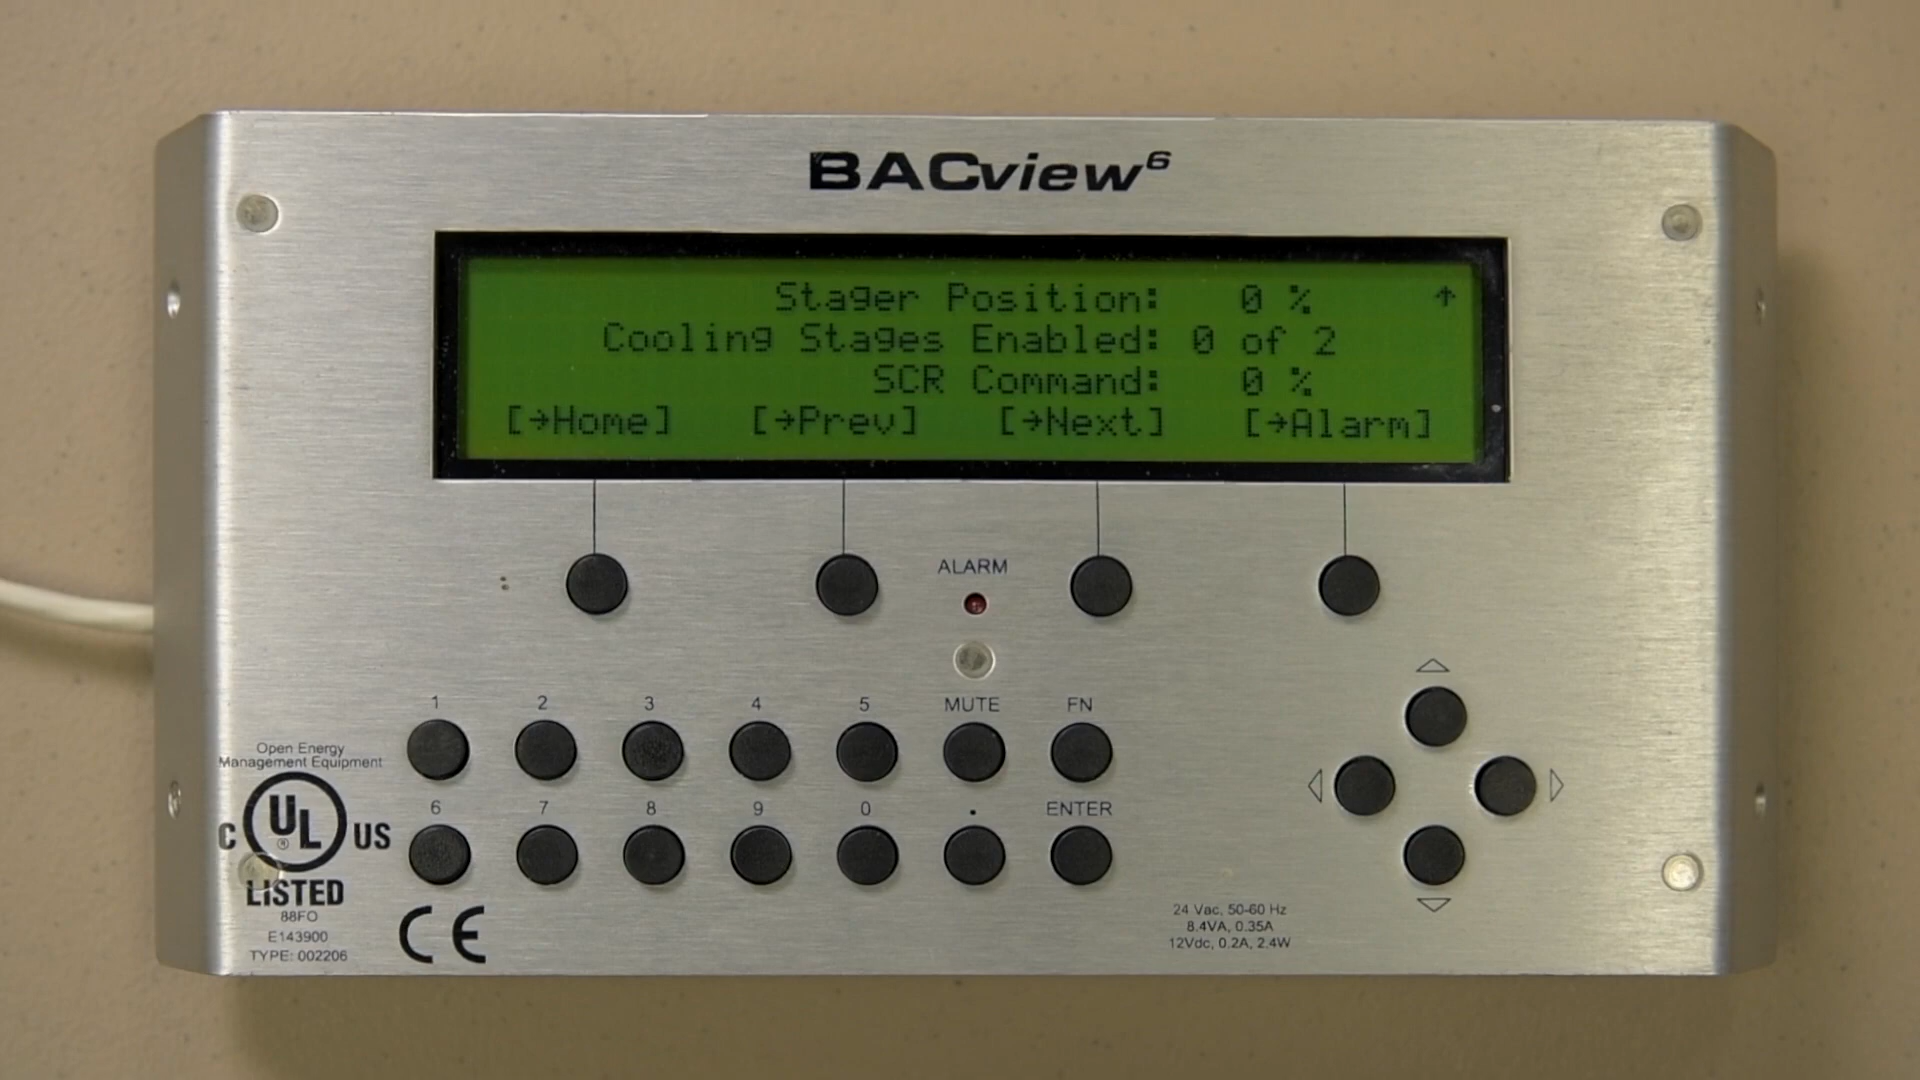 BACview⁶
Stager Position: 0 % ↑
Cooling Stages Enabled: 0 of 2
SCR Command: 0 %
[→Home] [→Prev] [→Next] [→Alarm]
ALARM
1 2 3 4 5 MUTE FN
6 7 8 9 0 . ENTER
Open Energy
Management Equipment
C UL ® US
LISTED
88FO
E143900
TYPE: 002206
CE
24 Vac, 50-60 Hz
8.4VA, 0.35A
12Vdc, 0.2A, 2.4W